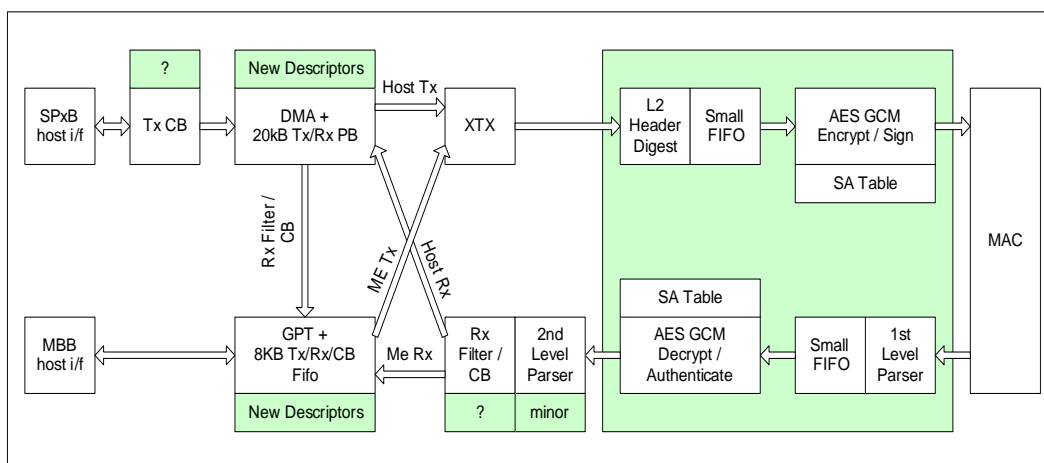 ?
New Descriptors
Host Tx
SPxB
host i/f
Tx CB
DMA +
20kB Tx/Rx PB
XTX
L2
Header
Digest
Small
FIFO
AES GCM
Encrypt / Sign
SA Table
MAC
Rx Filter /
CB
ME Tx
Host Rx
MBB
host i/f
GPT +
8KB Tx/Rx/CB
Fifo
New Descriptors
Me Rx
Rx
Filter /
CB
?
2nd
Level
Parser
minor
SA Table
AES GCM
Decrypt /
Authenticate
Small
FIFO
1st
Level
Parser